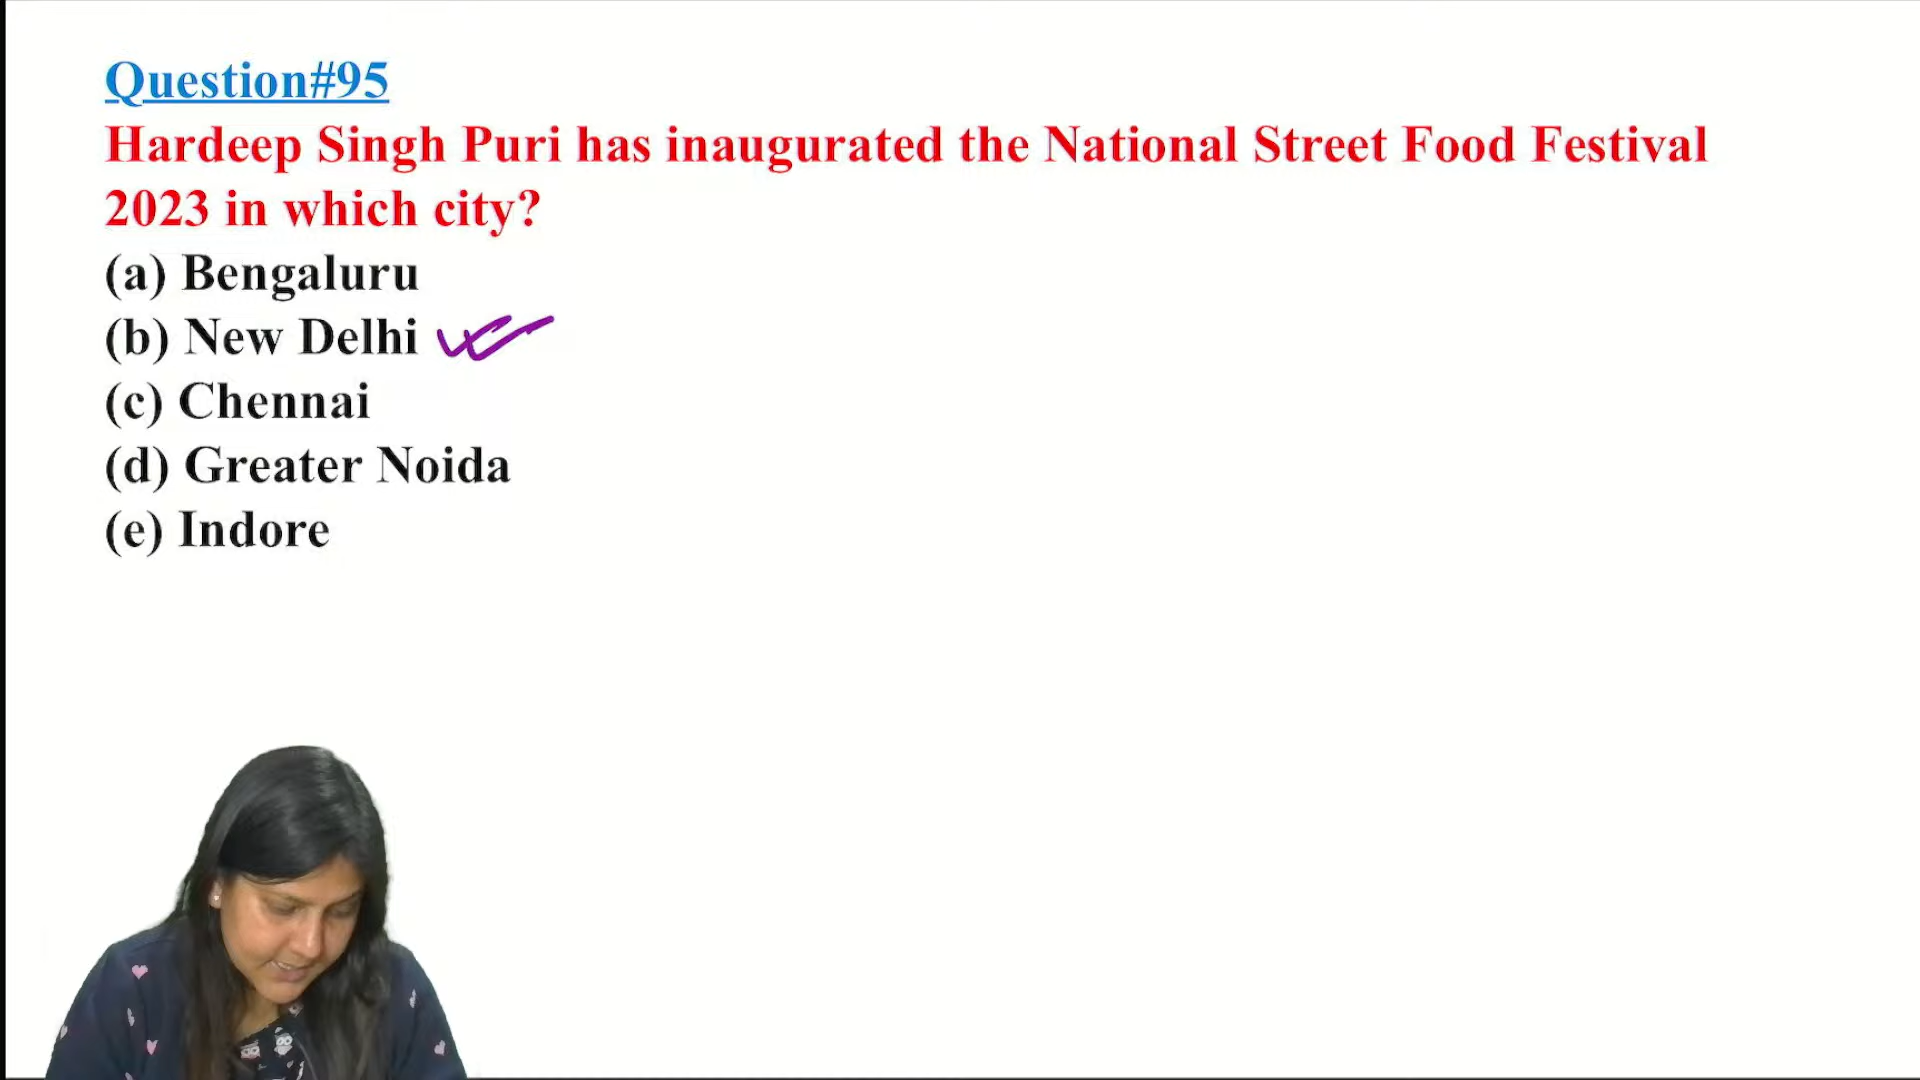 Question#95
Hardeep Singh Puri has inaugurated the National Street Food Festival
2023 in which city?
(a) Bengaluru
(b) New Delhi
(c) Chennai
(d) Greater Noida
(e) Indore